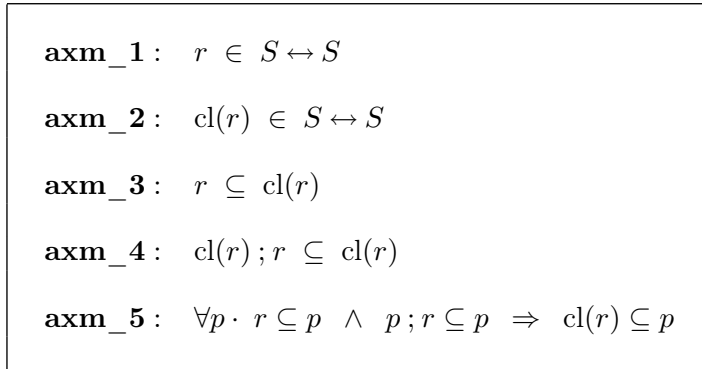 axm_1 : r ∈ S ↔ S
axm_2 : cl(r) ∈ S ↔ S
axm_3 : r ⊆ cl(r)
axm_4 : cl(r) ; r ⊆ cl(r)
axm_5 : ∀p · r ⊆ p ∧ p ; r ⊆ p ⇒ cl(r) ⊆ p